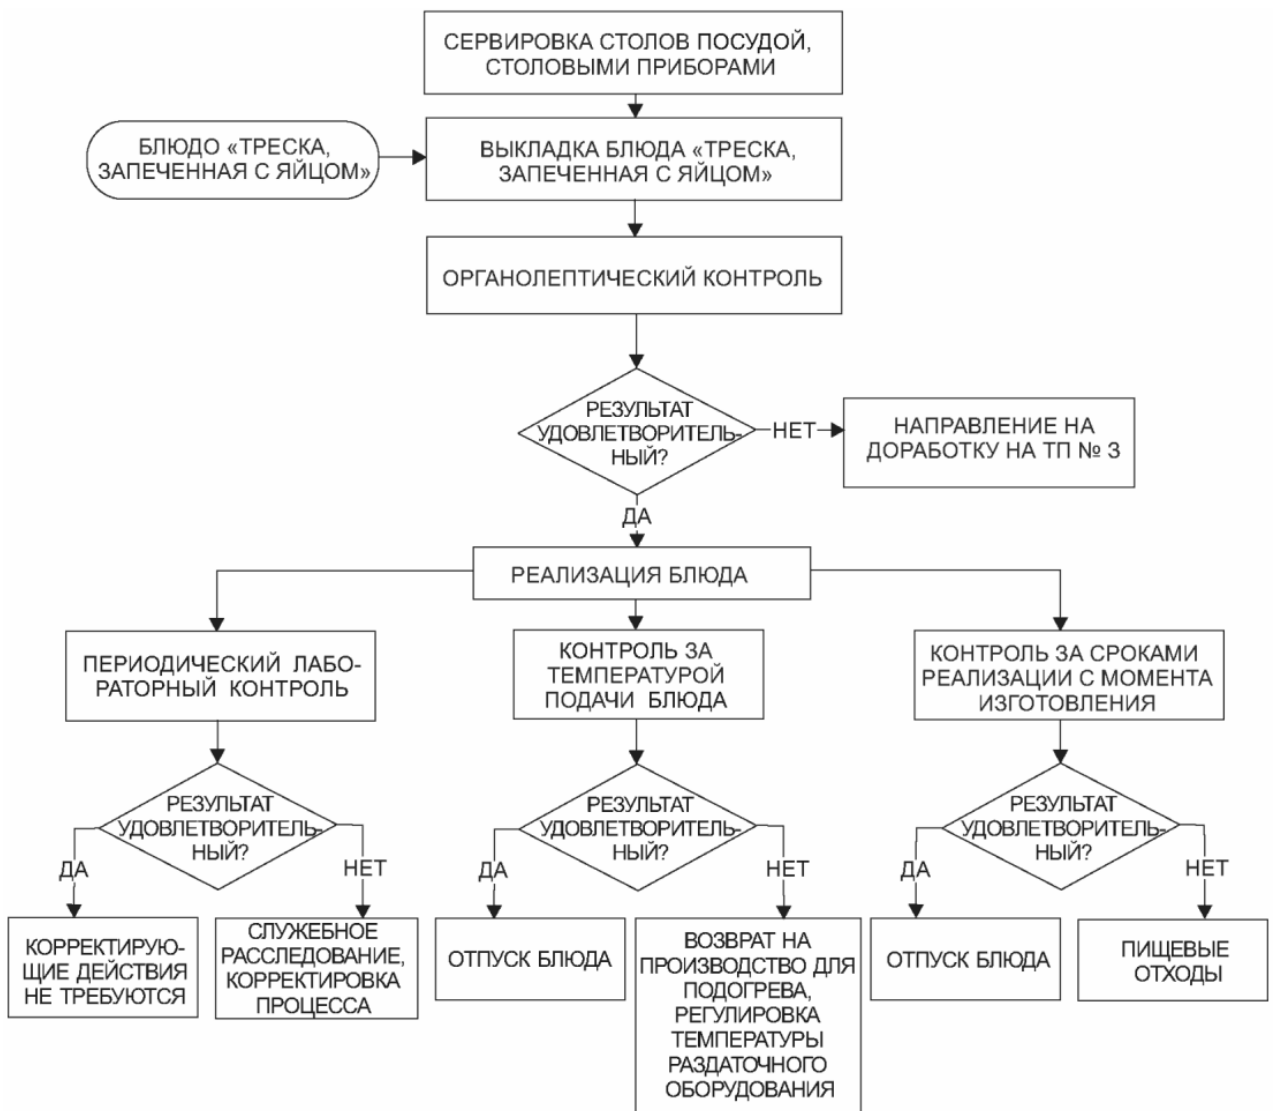 СЕРВИРОВКА СТОЛОВ ПОСУДОЙ,
СТОЛОВЫМИ ПРИБОРАМИ
БЛЮДО «ТРЕСКА,
ЗАПЕЧЕННАЯ С ЯЙЦОМ»
ВЫКЛАДКА БЛЮДА «ТРЕСКА,
ЗАПЕЧЕННАЯ С ЯЙЦОМ»
ОРГАНОЛЕПТИЧЕСКИЙ КОНТРОЛЬ
РЕЗУЛЬТАТ
УДОВЛЕТВОРИТЕЛЬ-
НЫЙ?
НЕТ
НАПРАВЛЕНИЕ НА
ДОРАБОТКУ НА ТП № 3
ДА
РЕАЛИЗАЦИЯ БЛЮДА
ПЕРИОДИЧЕСКИЙ ЛАБО-
РАТОРНЫЙ КОНТРОЛЬ
КОНТРОЛЬ ЗА
ТЕМПЕРАТУРОЙ
ПОДАЧИ БЛЮДА
КОНТРОЛЬ ЗА СРОКАМИ
РЕАЛИЗАЦИИ С МОМЕНТА
ИЗГОТОВЛЕНИЯ
РЕЗУЛЬТАТ
УДОВЛЕТВОРИТЕЛЬ-
НЫЙ?
РЕЗУЛЬТАТ
УДОВЛЕТВОРИТЕЛЬ-
НЫЙ?
РЕЗУЛЬТАТ
УДОВЛЕТВОРИТЕЛЬ-
НЫЙ?
ДА
НЕТ
ДА
НЕТ
ДА
НЕТ
КОРРЕКТИРУЮ-
ЩИЕ ДЕЙСТВИЯ
НЕ ТРЕБУЮТСЯ
СЛУЖЕБНОЕ
РАССЛЕДОВАНИЕ,
КОРРЕКТИРОВКА
ПРОЦЕССА
ОТПУСК БЛЮДА
ВОЗВРАТ НА
ПРОИЗВОДСТВО ДЛЯ
ПОДОГРЕВА,
РЕГУЛИРОВКА
ТЕМПЕРАТУРЫ
РАЗДАТОЧНОГО
ОБОРУДОВАНИЯ
ОТПУСК БЛЮДА
ПИЩЕВЫЕ
ОТХОДЫ